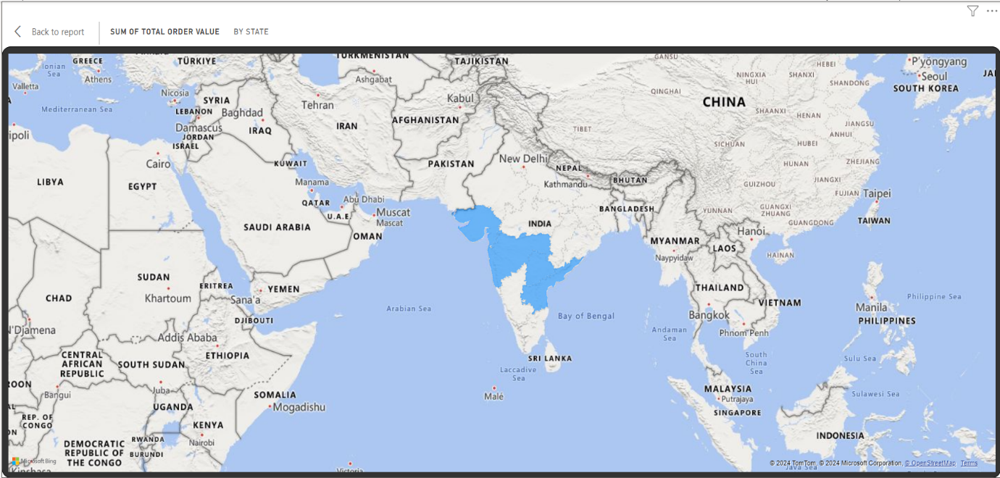 Back to report
SUM OF TOTAL ORDER VALUE
BY STATE
TURKMENISTAN
TAJIKISTAN
GANSU
GREECE
TÜRKIYE
HEBEI
P'yŏngyang
Ionian
Sea
Athens
Ashgabat
NINGXIA
HUI
SHANXI
Seoul
SHANDONG
SOUTH KOREA
Valletta
Nicosia
SYRIA
Tehran
Kabul
QINGHAI
CHINA
Mediterranean Sea
LEBANON
Baghdad
AFGHANISTAN
SHAANXI
HENAN
JIANGSU
Damascus
IRAQ
IRAN
TIBET
ANHUI
ipoli
JORDAN
ISRAEL
SICHUAN
HUBEI
Cairo
KUWAIT
PAKISTAN
New Delhi
NEPAL
HUNAN
ZHEJIANG
LIBYA
EGYPT
Manama
Kathmandu
BHUTAN
GUIZHOU
JIANGXI
QATAR
Abu Dhabi
FUJIAN
Taipei
U.A.E.
Muscat
Muscat
BANGLADESH
YUNNAN
GUANGXI
ZHUANG
GUANGDONG
TAIWAN
SAUDI ARABIA
OMAN
INDIA
MYANMAR
Hanoi
LAOS
Naypyidaw
HAINAN
SUDAN
ERITREA
YEMEN
Khartoum
Sana'a
CHAD
THAILAND
VIETNAM
Philippine Sea
Arabian Sea
Bay of Bengal
Bangkok
Manila
PHILIPPINES
DJIBOUTI
N'Djamena
Addis Ababa
Andaman
Sea
Phnom Penh
ETHIOPIA
CENTRAL
AFRICAN
REPUBLIC
SOUTH SUDAN
SRI LANKA
South
China
Sea
Sulu Sea
Laccadive
Sea
ROON
Bangui
Juba
SOMALIA
Malé
MALAYSIA
Putrajaya
Sulawesi Sea
UGANDA
Mogadishu
SINGAPORE
REP. OF
CONGO
KENYA
RWANDA
Nairobi
INDONESIA
DEMOCRATIC
REPUBLIC OF
THE CONGO
BURUNDI
Microsoft Bing
Kinshasa
Victoria
© 2024 TomTom, © 2024 Microsoft Corporation, © OpenStreetMap Terms
Java Sea